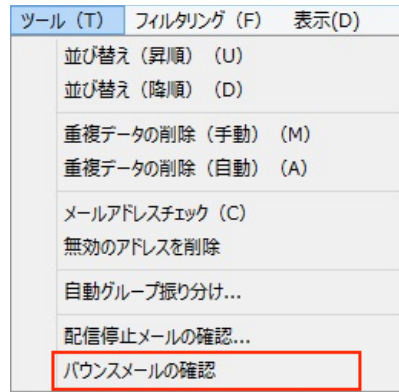 ツール（T） フィルタリング（F） 表示(D)
並び替え（昇順）（U）
並び替え（降順）（D）
重複データの削除（手動）（M）
重複データの削除（自動）（A）
メールアドレスチェック（C）
無効のアドレスを削除
自動グループ振り分け...
配信停止メールの確認...
バウンスメールの確認